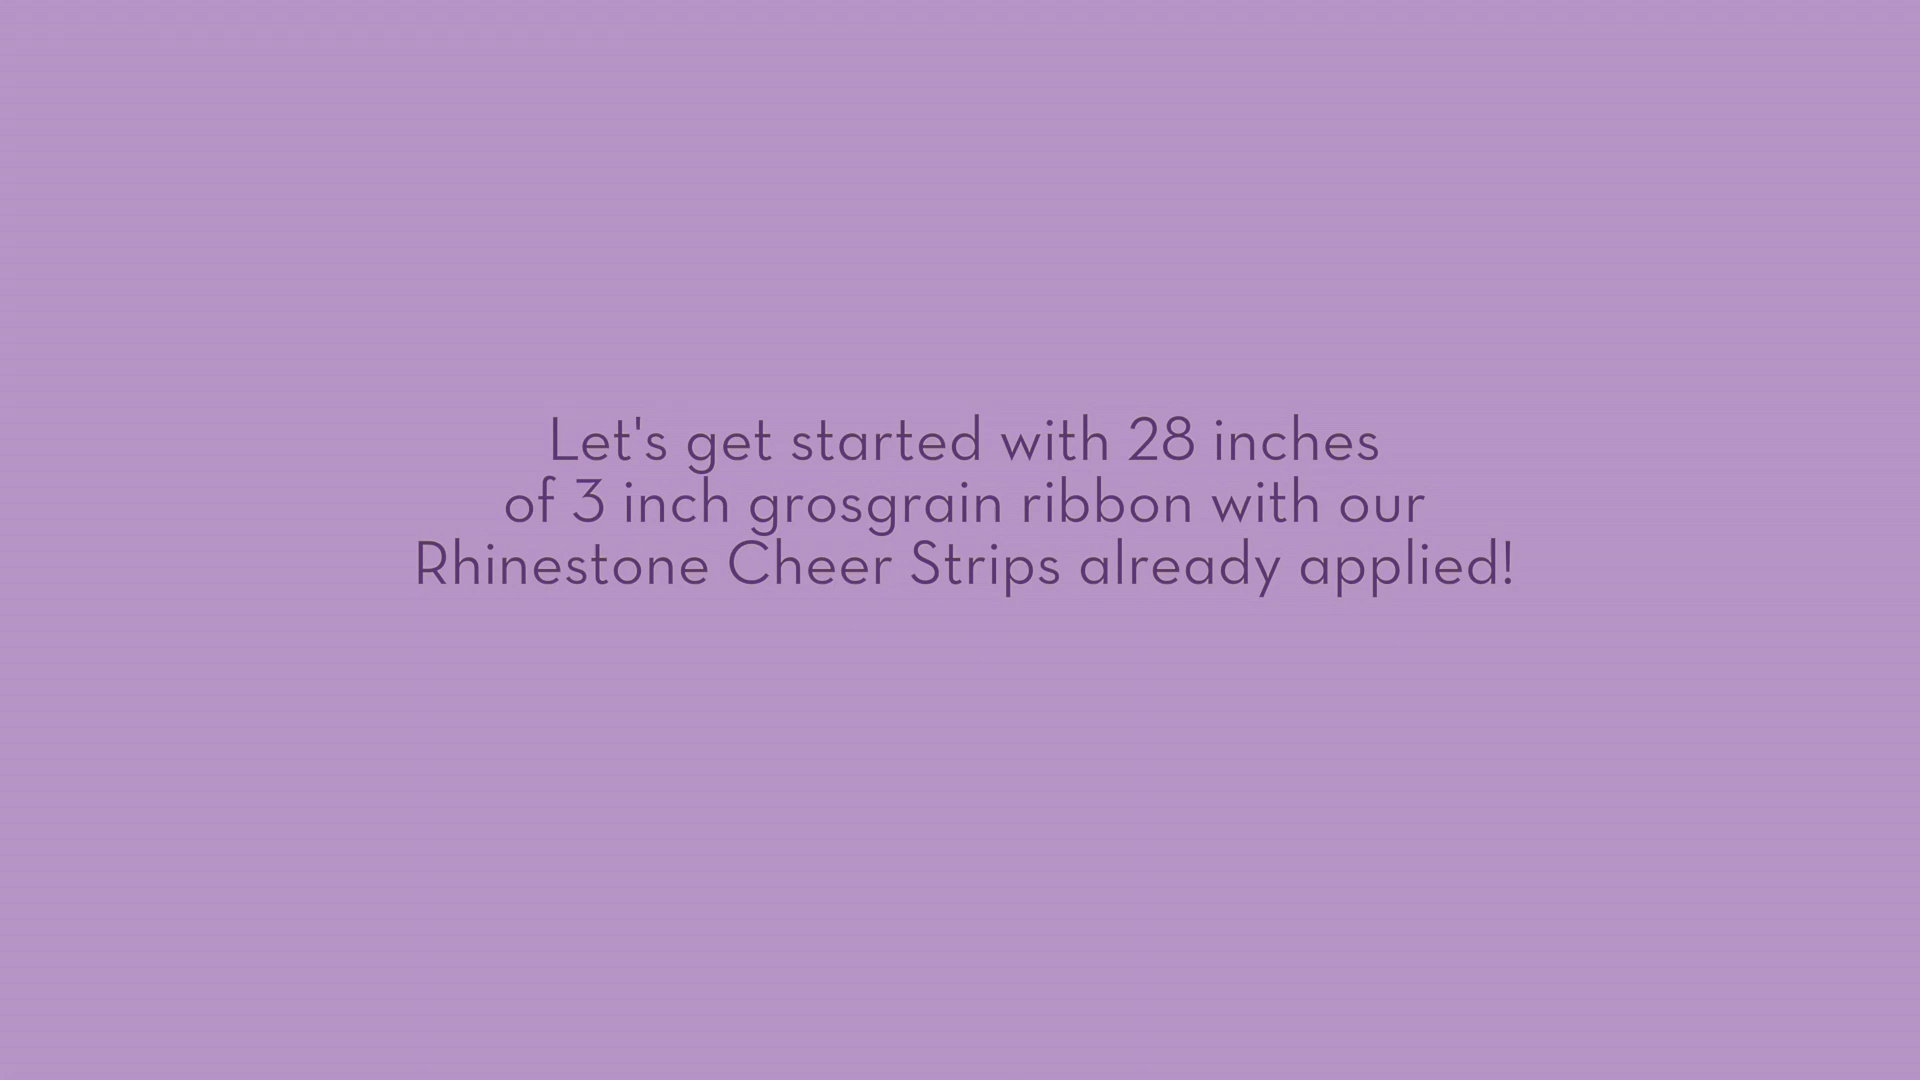 Let's get started with 28 inches
of 3 inch grosgrain ribbon with our
Rhinestone Cheer Strips already applied!